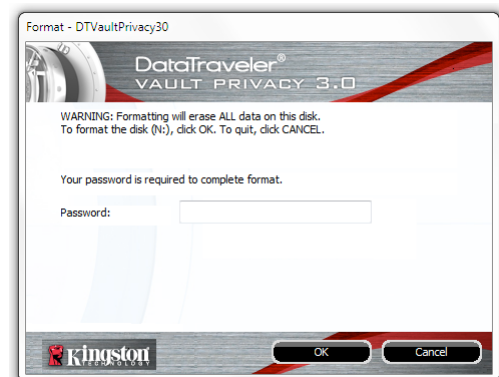 Format - DTVaultPrivacy30
DataTraveler®
VAULT PRIVACY 3.0
WARNING: Formatting will erase ALL data on this disk.
To format the disk (N:), click OK. To quit, click CANCEL.
Your password is required to complete format.
Password:
Kingston
TECHNOLOGY
OK
Cancel